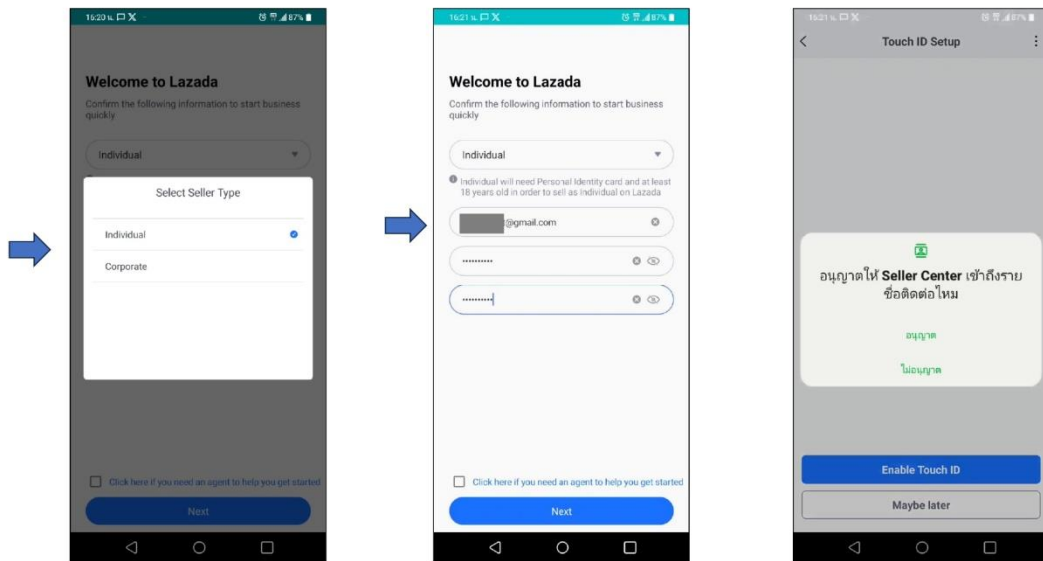 16:20 น.
87%
Welcome to Lazada
Confirm the following information to start business
quickly
Individual
Select Seller Type
Individual
Corporate
Click here if you need an agent to help you get started
Next
16:21 น.
87%
Welcome to Lazada
Confirm the following information to start business
quickly
Individual
Individual will need Personal Identity card and at least
18 years old in order to sell as Individual on Lazada
@gmail.com
Click here if you need an agent to help you get started
Next
16:21 น.
87%
Touch ID Setup
อนุญาตให้ Seller Center เข้าถึงราย
ชื่อติดต่อไหม
อนุญาต
ไม่อนุญาต
Enable Touch ID
Maybe later